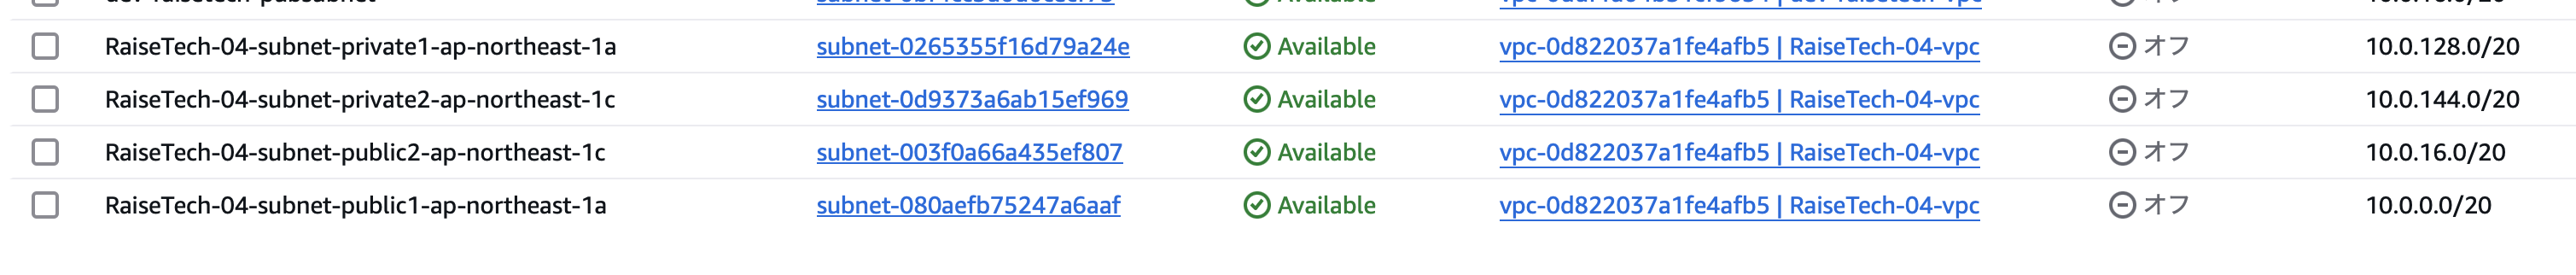 RaiseTech-04-subnet-private1-ap-northeast-1a subnet-0265355f16d79a24e Available vpc-0d822037a1fe4afb5 | RaiseTech-04-vpc オフ 10.0.128.0/20
RaiseTech-04-subnet-private2-ap-northeast-1c subnet-0d9373a6ab15ef969 Available vpc-0d822037a1fe4afb5 | RaiseTech-04-vpc オフ 10.0.144.0/20
RaiseTech-04-subnet-public2-ap-northeast-1c subnet-003f0a66a435ef807 Available vpc-0d822037a1fe4afb5 | RaiseTech-04-vpc オフ 10.0.16.0/20
RaiseTech-04-subnet-public1-ap-northeast-1a subnet-080aefb75247a6aaf Available vpc-0d822037a1fe4afb5 | RaiseTech-04-vpc オフ 10.0.0.0/20